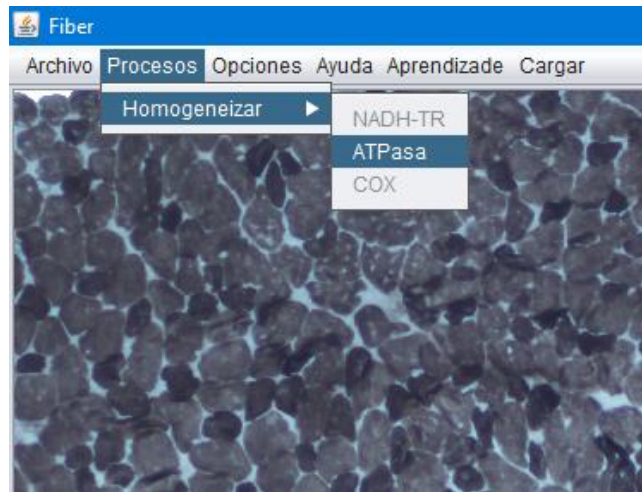 Fiber
Archivo Procesos Opciones Ayuda Aprendizade Cargar
Homogeneizar
NADH-TR
ATPasa
COX